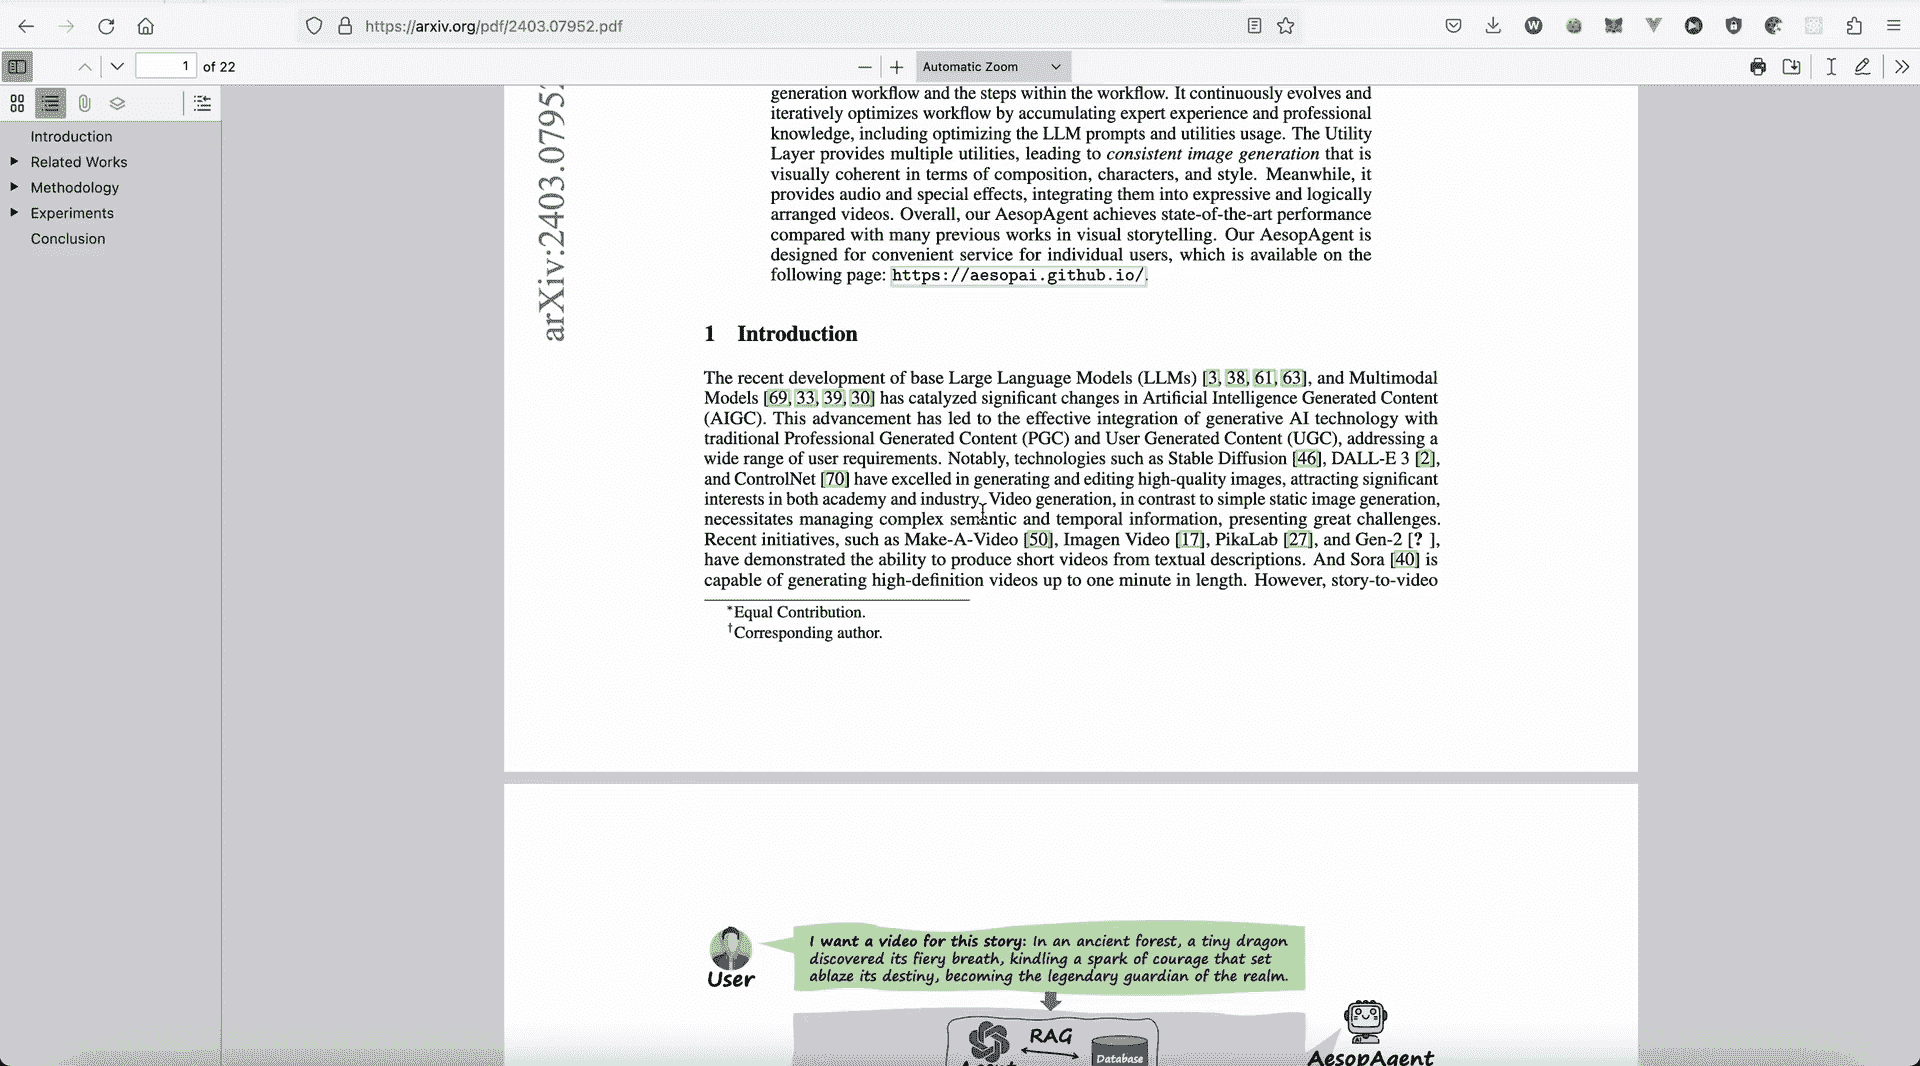 https://arxiv.org/pdf/2403.07952.pdf
1 of 22
Automatic Zoom
Introduction
Related Works
Methodology
Experiments
Conclusion
arXiv:2403.0795
generation workflow and the steps within the workflow. It continuously evolves and
iteratively optimizes workflow by accumulating expert experience and professional
knowledge, including optimizing the LLM prompts and utilities usage. The Utility
Layer provides multiple utilities, leading to consistent image generation that is
visually coherent in terms of composition, characters, and style. Meanwhile, it
provides audio and special effects, integrating them into expressive and logically
arranged videos. Overall, our AesopAgent achieves state-of-the-art performance
compared with many previous works in visual storytelling. Our AesopAgent is
designed for convenient service for individual users, which is available on the
following page: https://aesopai.github.io/.
1 Introduction
The recent development of base Large Language Models (LLMs) [3, 38, 61, 63], and Multimodal
Models [69, 33, 39, 30] has catalyzed significant changes in Artificial Intelligence Generated Content
(AIGC). This advancement has led to the effective integration of generative AI technology with
traditional Professional Generated Content (PGC) and User Generated Content (UGC), addressing a
wide range of user requirements. Notably, technologies such as Stable Diffusion [46], DALL-E 3 [2],
and ControlNet [70] have excelled in generating and editing high-quality images, attracting significant
interests in both academy and industry. Video generation, in contrast to simple static image generation,
necessitates managing complex semantic and temporal information, presenting great challenges.
Recent initiatives, such as Make-A-Video [50], Imagen Video [17], PikaLab [27], and Gen-2 [? ],
have demonstrated the ability to produce short videos from textual descriptions. And Sora [40] is
capable of generating high-definition videos up to one minute in length. However, story-to-video
*Equal Contribution.
†Corresponding author.
I want a video for this story: In an ancient forest, a tiny dragon
discovered its fiery breath, kindling a spark of courage that set
ablaze its destiny, becoming the legendary guardian of the realm.
User
RAG
Database
AesopAgent